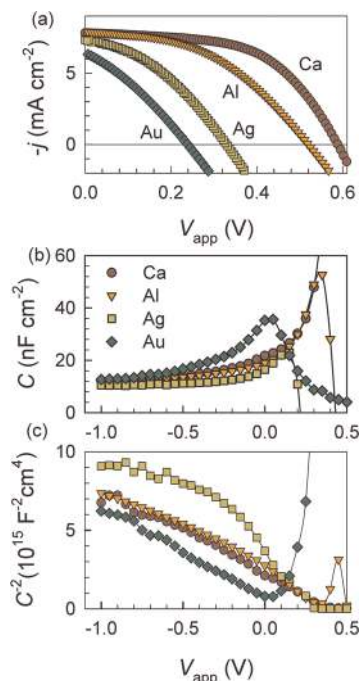 (a)
-j (mA cm⁻²)
5
0
Ca
Al
Ag
Au
0.0 0.2 0.4 0.6
V_app (V)
(b)
C (nF cm⁻²)
60
40
20
0
Ca
Al
Ag
Au
-1.0 -0.5 0.0 0.5
(c)
C⁻²(10¹⁵ F⁻²cm⁴)
10
5
0
-1.0 -0.5 0.0 0.5
V_app (V)